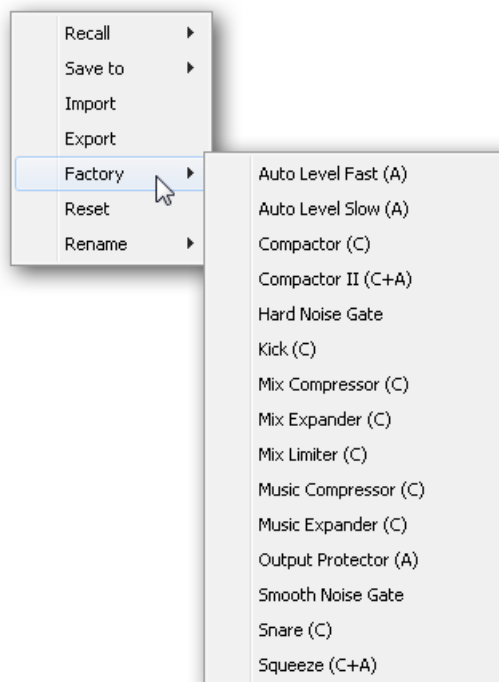 Recall
Save to
Import
Export
Factory
Reset
Rename
Auto Level Fast (A)
Auto Level Slow (A)
Compactor (C)
Compactor II (C+A)
Hard Noise Gate
Kick (C)
Mix Compressor (C)
Mix Expander (C)
Mix Limiter (C)
Music Compressor (C)
Music Expander (C)
Output Protector (A)
Smooth Noise Gate
Snare (C)
Squeeze (C+A)